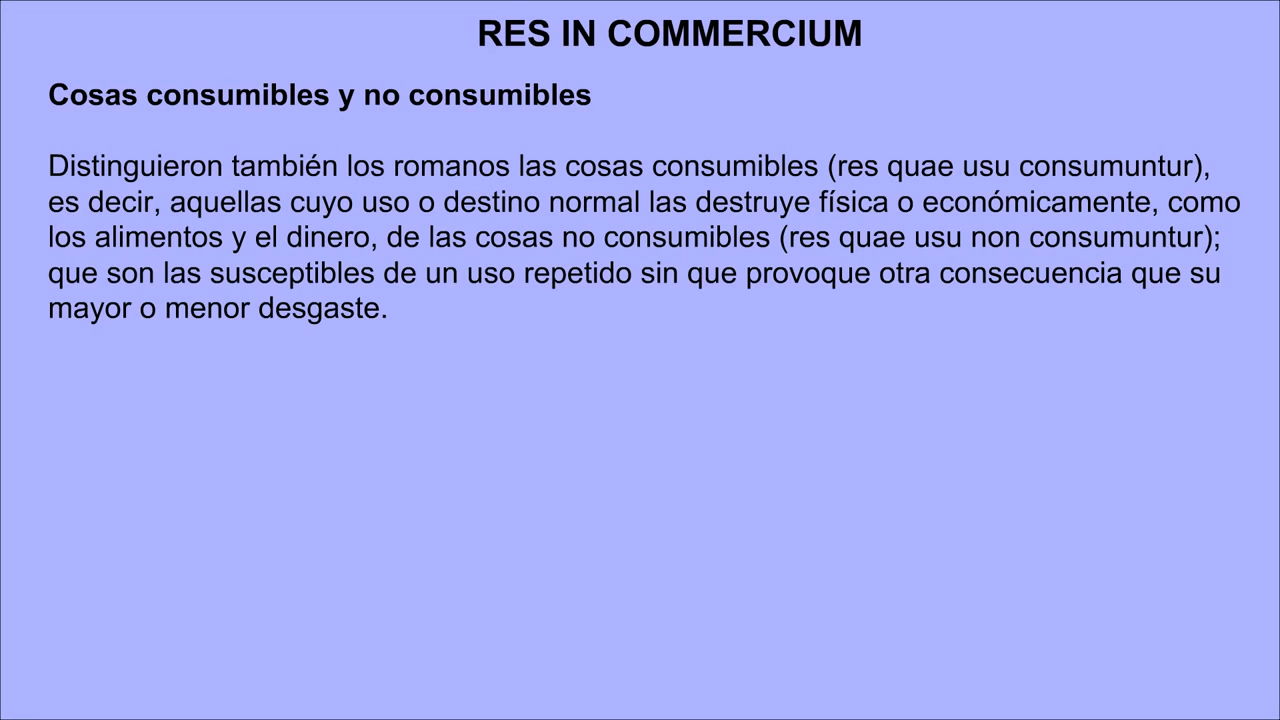 RES IN COMMERCIUM
Cosas consumibles y no consumibles
Distinguieron también los romanos las cosas consumibles (res quae usu consumuntur),
es decir, aquellas cuyo uso o destino normal las destruye física o económicamente, como
los alimentos y el dinero, de las cosas no consumibles (res quae usu non consumuntur);
que son las susceptibles de un uso repetido sin que provoque otra consecuencia que su
mayor o menor desgaste.